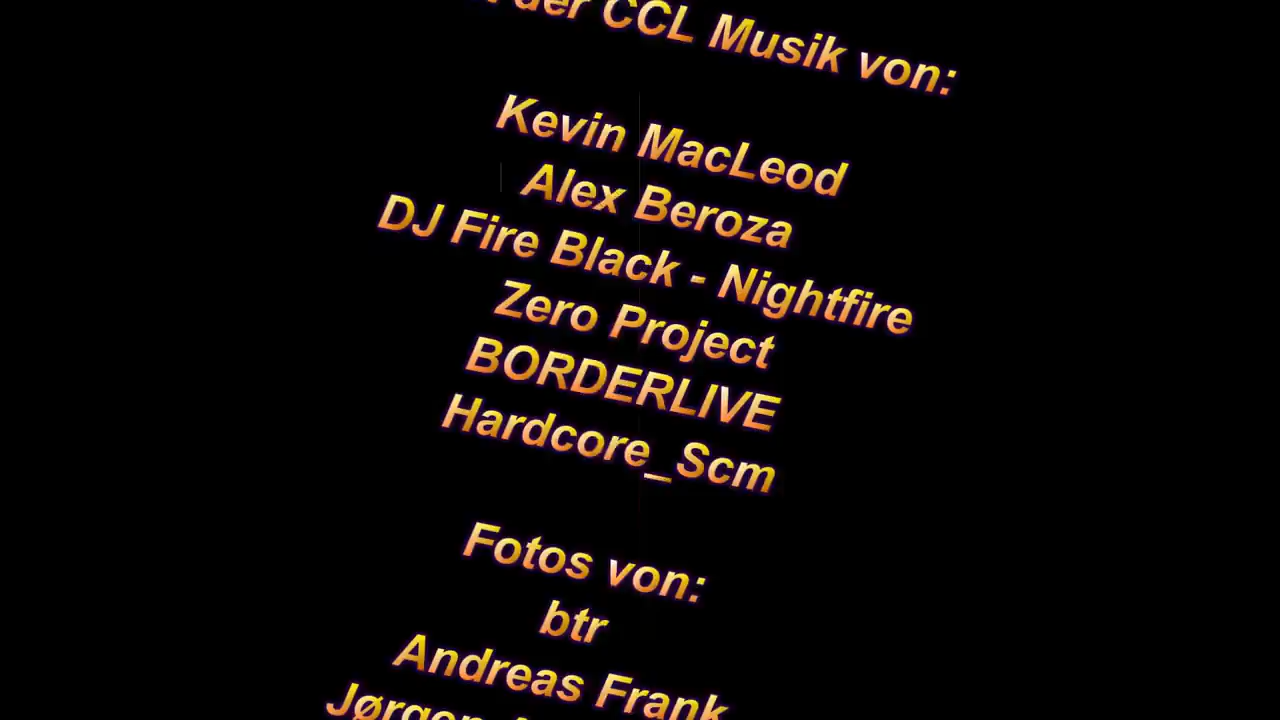 der CCL Musik von:
Kevin MacLeod
Alex Beroza
DJ Fire Black - Nightfire
Zero Project
BORDERLIVE
Hardcore_Scm
Fotos von:
btr
Andreas Frank
Jørgen